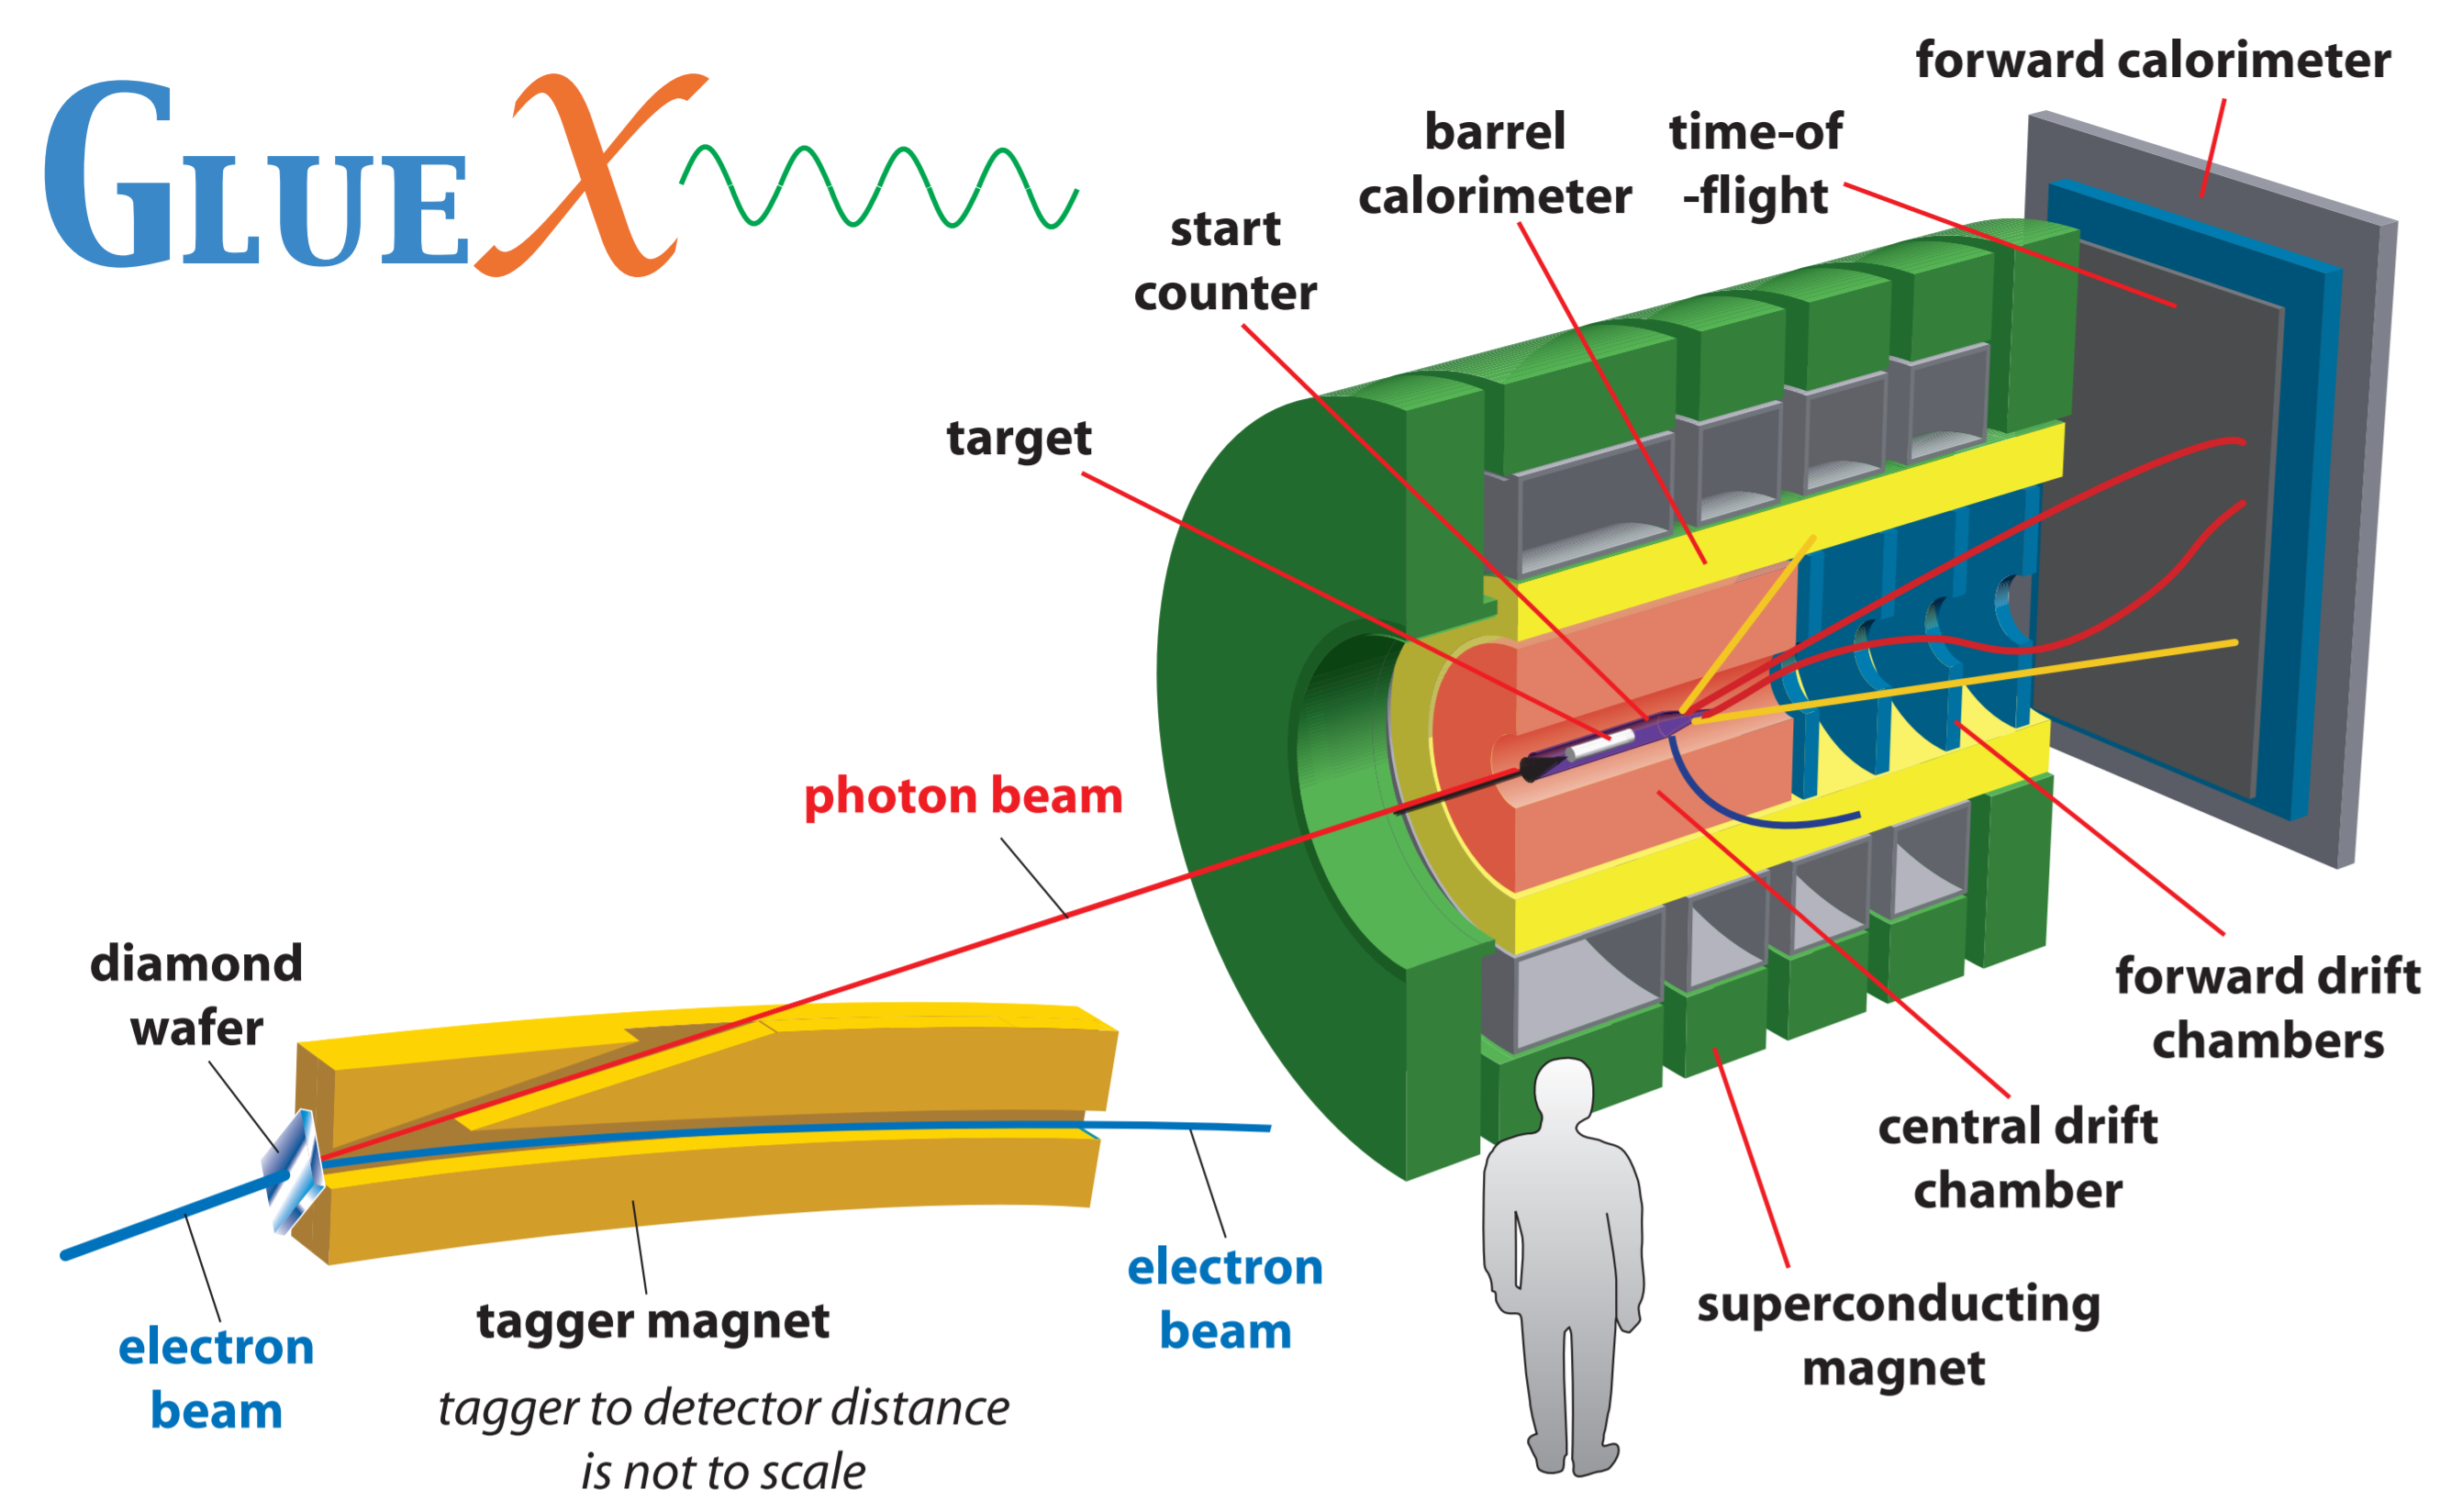 GLUEX
forward calorimeter
barrel
calorimeter
time-of
-flight
start
counter
target
photon beam
diamond
wafer
forward drift
chambers
central drift
chamber
electron
beam
superconducting
magnet
tagger magnet
electron
beam
tagger to detector distance
is not to scale